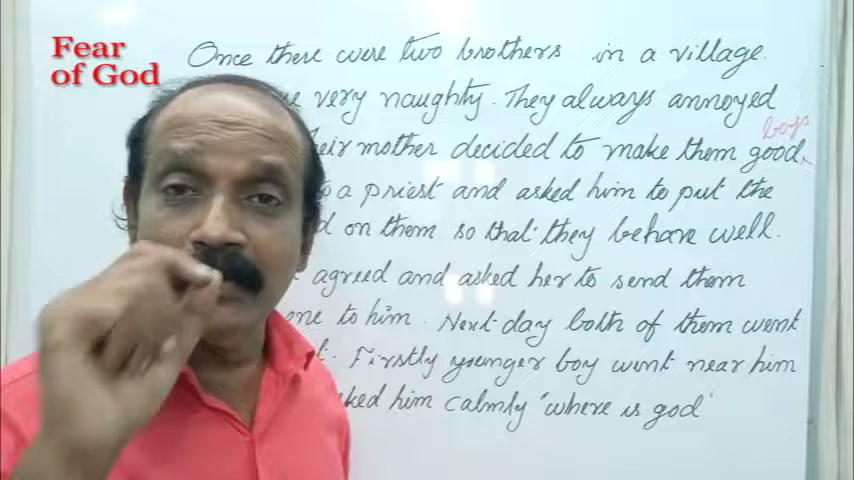 Fear
of God
Once there were two brothers in a village.
very naughty. They always annoyed
boys
mother decided to make them good
a priest and asked him to put the
on them so that they behave well.
agreed and asked her to send them
to him. Next day both of them went
Firstly younger boy went near him
him calmly 'where is god'